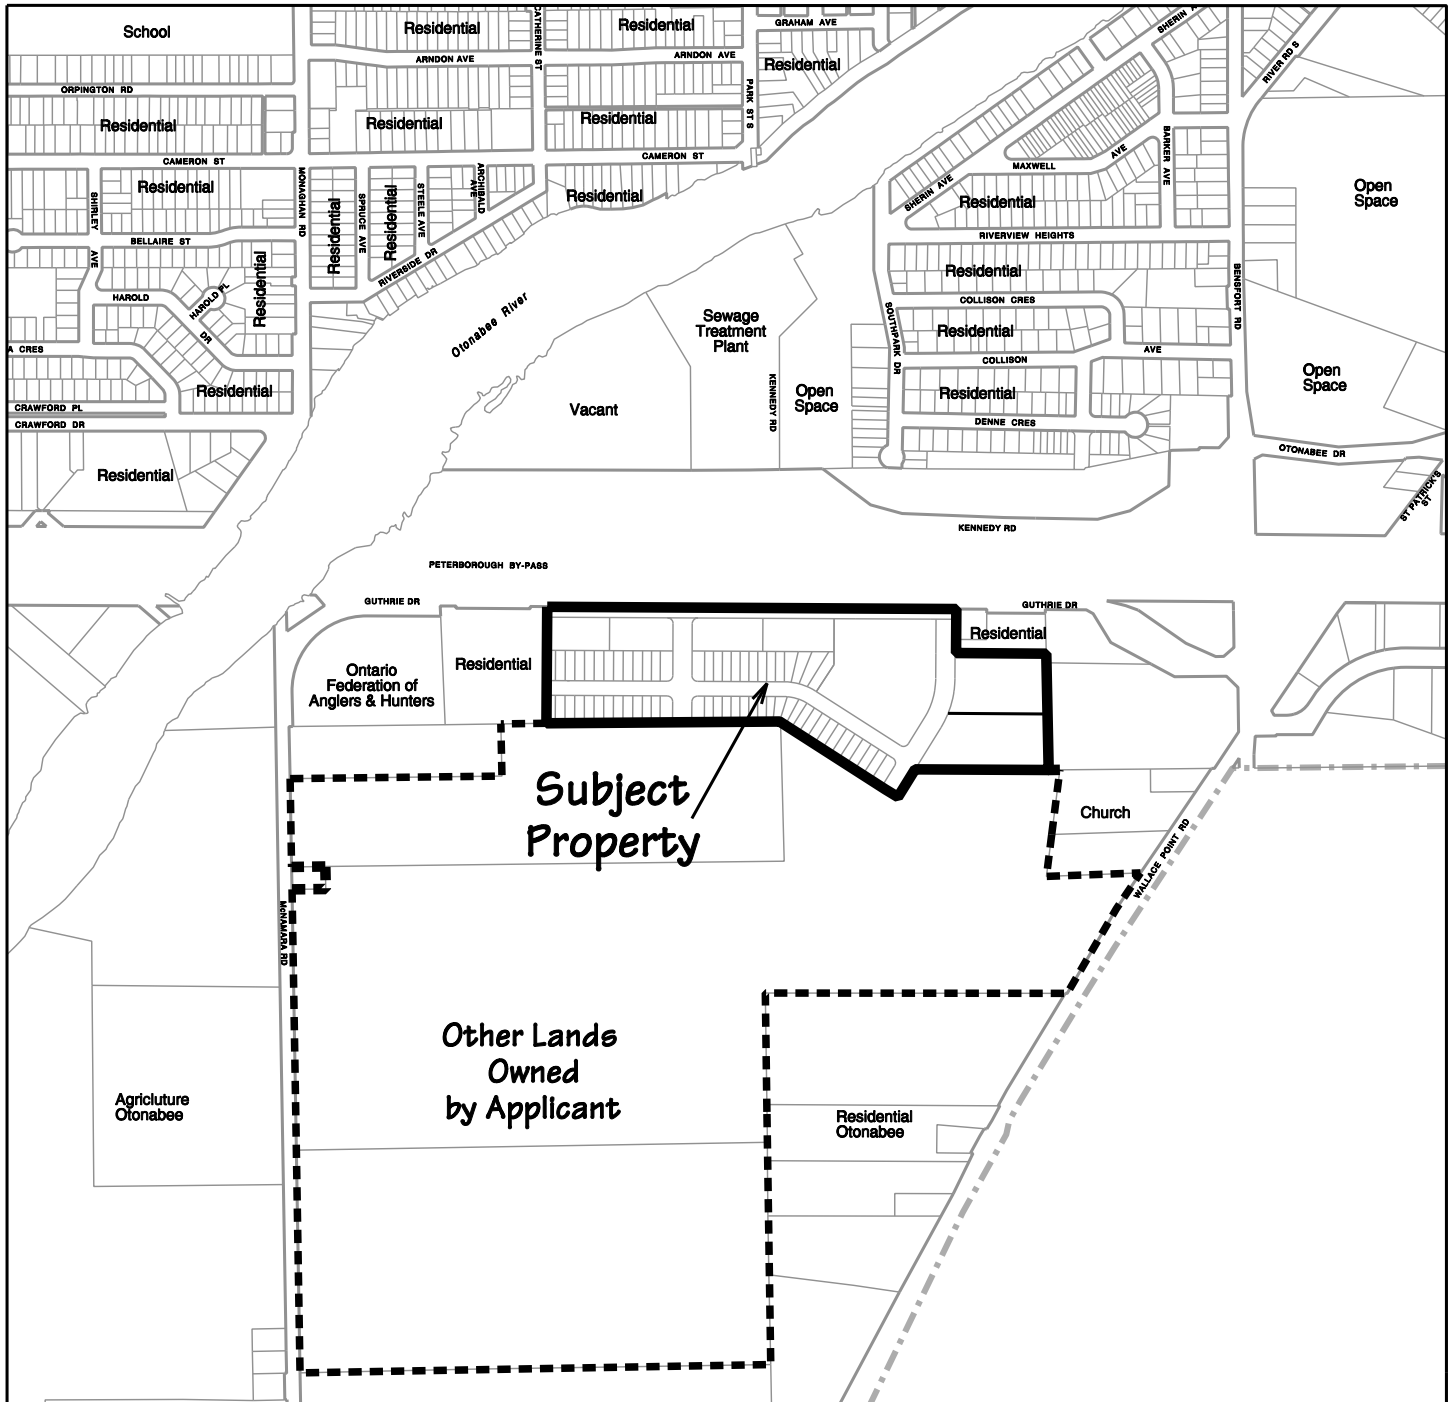 School
Residential
CATHERINE ST
Residential
GRAHAM AVE
SHERIN A
RIVER RD S
ARNDON AVE
ARNDON AVE
Residential
ORPINGTON RD
PARK ST S
Residential
Residential
Residential
BARKER AVE
CAMERON ST
CAMERON ST
MAXWELL
AVE
Residential
MONAGHAN RD
ARCHIBALD
AVE
Residential
SHERIN AVE
Residential
Open
Space
SHIRLEY
AVE
Residential
SPRUCE AVE
Residential
STEELE AVE
RIVERSIDE DR
BELLAIRE ST
RIVERVIEW HEIGHTS
Residential
Residential
BENSFORT RD
HAROLD
HAROLD PL
DR
COLLISON CRES
Otonabee River
Sewage
Treatment
Plant
SOUTHPARK DR
Residential
A CRES
COLLISON
AVE
Residential
KENNEDY RD
Open
Space
Residential
Open
Space
CRAWFORD PL
CRAWFORD DR
Vacant
DENNE CRES
OTONABEE DR
Residential
ST PATRICK'S
ST
KENNEDY RD
PETERBOROUGH BY-PASS
GUTHRIE DR
GUTHRIE DR
Residential
Ontario
Federation of
Anglers & Hunters
Residential
Subject
Property
Church
WALLACE POINT RD
McNAMARA RD
Other Lands
Owned
by Applicant
Agricluture
Otonabee
Residential
Otonabee